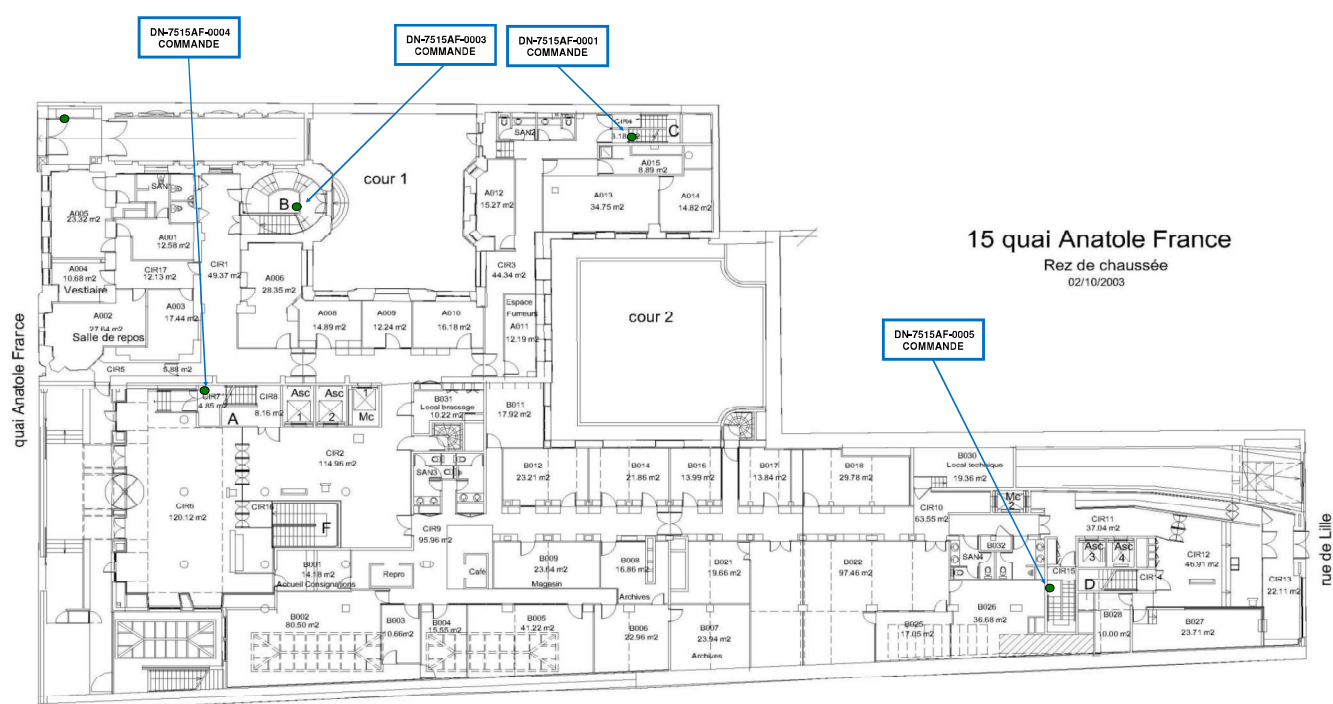 DN-7515AF-0004
COMMANDE
DN-7515AF-0003
COMMANDE
DN-7515AF-0001
COMMANDE
15 quai Anatole France
Rez de chaussée
02/10/2003
DN-7515AF-0005
COMMANDE
quai Anatole France
rue de Lille
cour 1
cour 2
SAN2
CIR4
C
A015
8.89 m2
A013
34.75 m2
A014
14.82 m2
A012
15.27 m2
CIR3
44.34 m2
B
A005
23.32 m2
A001
12.58 m2
CIR17
12.13 m2
CIR1
49.37 m2
A004
10.68 m2
Vestiaire
A003
17.44 m2
A002
27.64 m2
Salle de repos
CIR5
5.88 m2
A006
28.35 m2
A008
14.89 m2
A009
12.24 m2
A010
16.18 m2
Espace
Fumeurs
A011
12.19 m2
CIR7
4.85 m2
A
CIR8
8.16 m2
Asc
1
Asc
2
1
Mc
B031
Local brassage
10.22 m2
B011
17.92 m2
CIR2
114.96 m2
SAN3
CIR6
120.12 m2
CIR16
F
CIR9
95.96 m2
B012
23.21 m2
B014
21.86 m2
B016
13.99 m2
B017
13.84 m2
B018
29.78 m2
B030
Local technique
19.36 m2
Mc
2
CIR10
63.55 m2
CIR11
37.04 m2
Asc
3
Asc
4
CIR12
46.91 m2
CIR13
22.11 m2
CIR14
CIR15
D
B032
SAN4
B001
14.18 m2
Accueil Consignations
Repro
Café
B009
23.64 m2
Magasin
B008
16.86 m2
Archives
B021
19.66 m2
B022
97.46 m2
B002
80.50 m2
B003
10.66m2
B004
15.55 m2
B005
41.22 m2
B006
22.96 m2
B007
23.94 m2
Archives
B025
17.05 m2
B026
36.68 m2
B028
10.00 m2
B027
23.71 m2